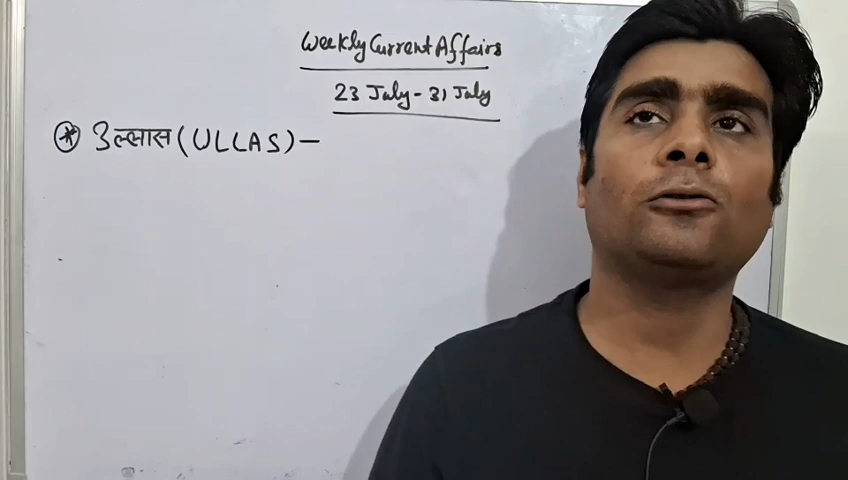 Weekly Current Affairs
23 July - 31 July
* उल्लास (ULLAS) -